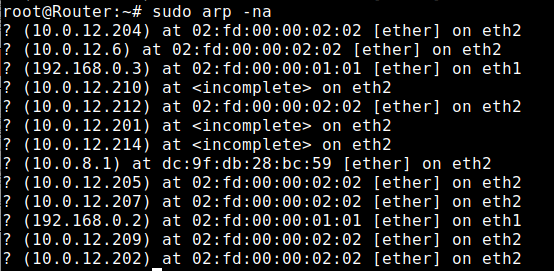 root@Router:~# sudo arp -na
? (10.0.12.204) at 02:fd:00:00:02:02 [ether] on eth2
? (10.0.12.6) at 02:fd:00:00:02:02 [ether] on eth2
? (192.168.0.3) at 02:fd:00:00:01:01 [ether] on eth1
? (10.0.12.210) at <incomplete> on eth2
? (10.0.12.212) at 02:fd:00:00:02:02 [ether] on eth2
? (10.0.12.201) at <incomplete> on eth2
? (10.0.12.214) at <incomplete> on eth2
? (10.0.8.1) at dc:9f:db:28:bc:59 [ether] on eth2
? (10.0.12.205) at 02:fd:00:00:02:02 [ether] on eth2
? (10.0.12.207) at 02:fd:00:00:02:02 [ether] on eth2
? (192.168.0.2) at 02:fd:00:00:01:01 [ether] on eth1
? (10.0.12.209) at 02:fd:00:00:02:02 [ether] on eth2
? (10.0.12.202) at 02:fd:00:00:02:02 [ether] on eth2